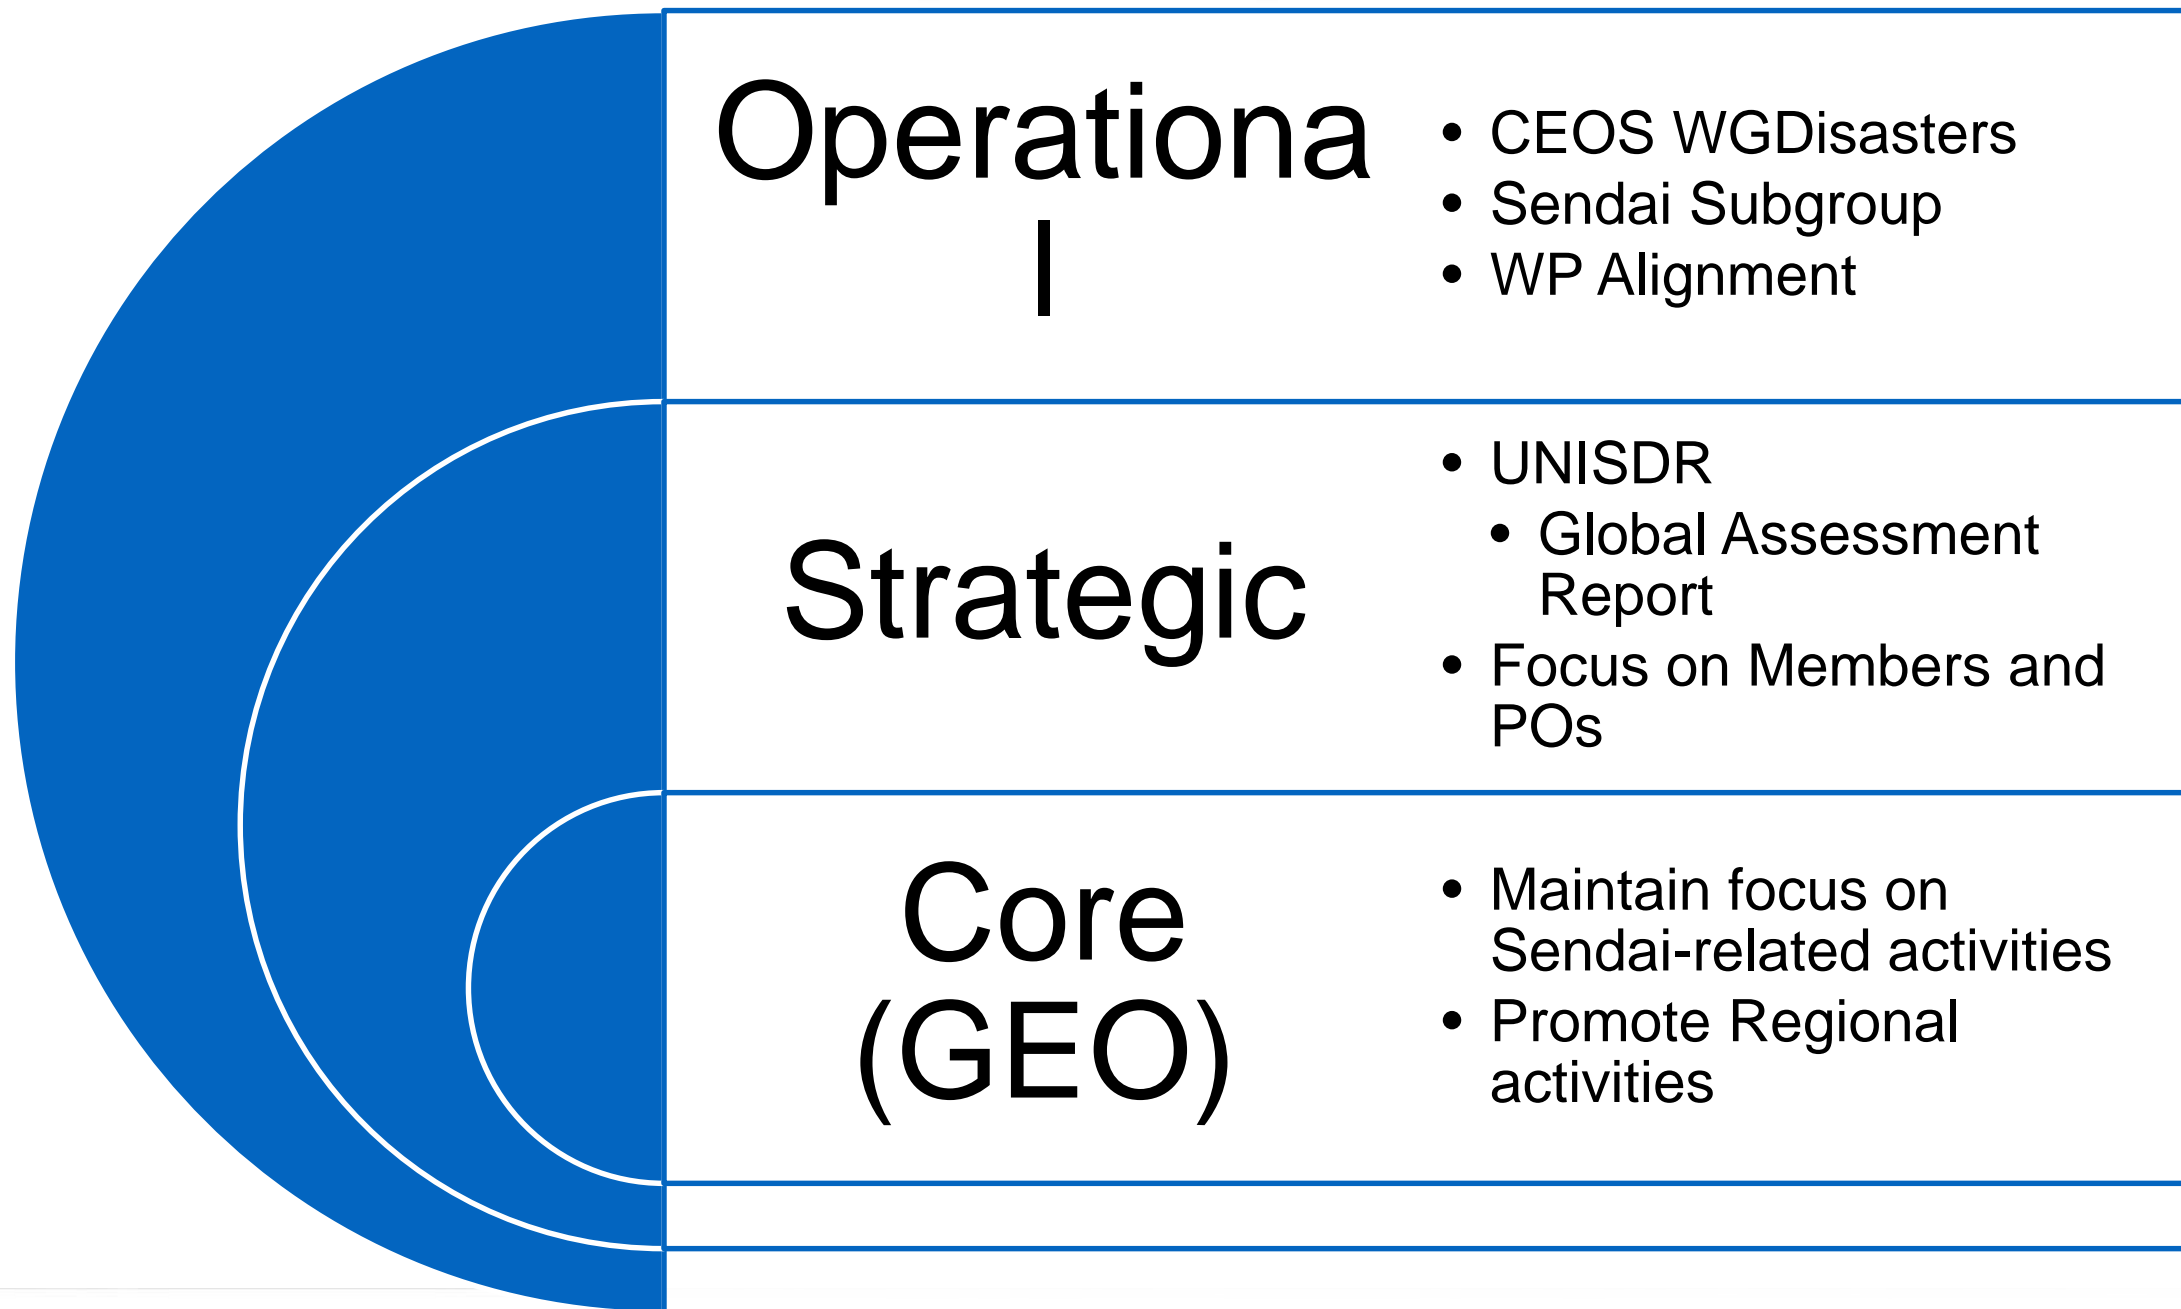 Operationa
l
• CEOS WGDisasters
• Sendai Subgroup
• WP Alignment
Strategic
• UNISDR
• Global Assessment
Report
• Focus on Members and
POs
Core
(GEO)
• Maintain focus on
Sendai-related activities
• Promote Regional
activities